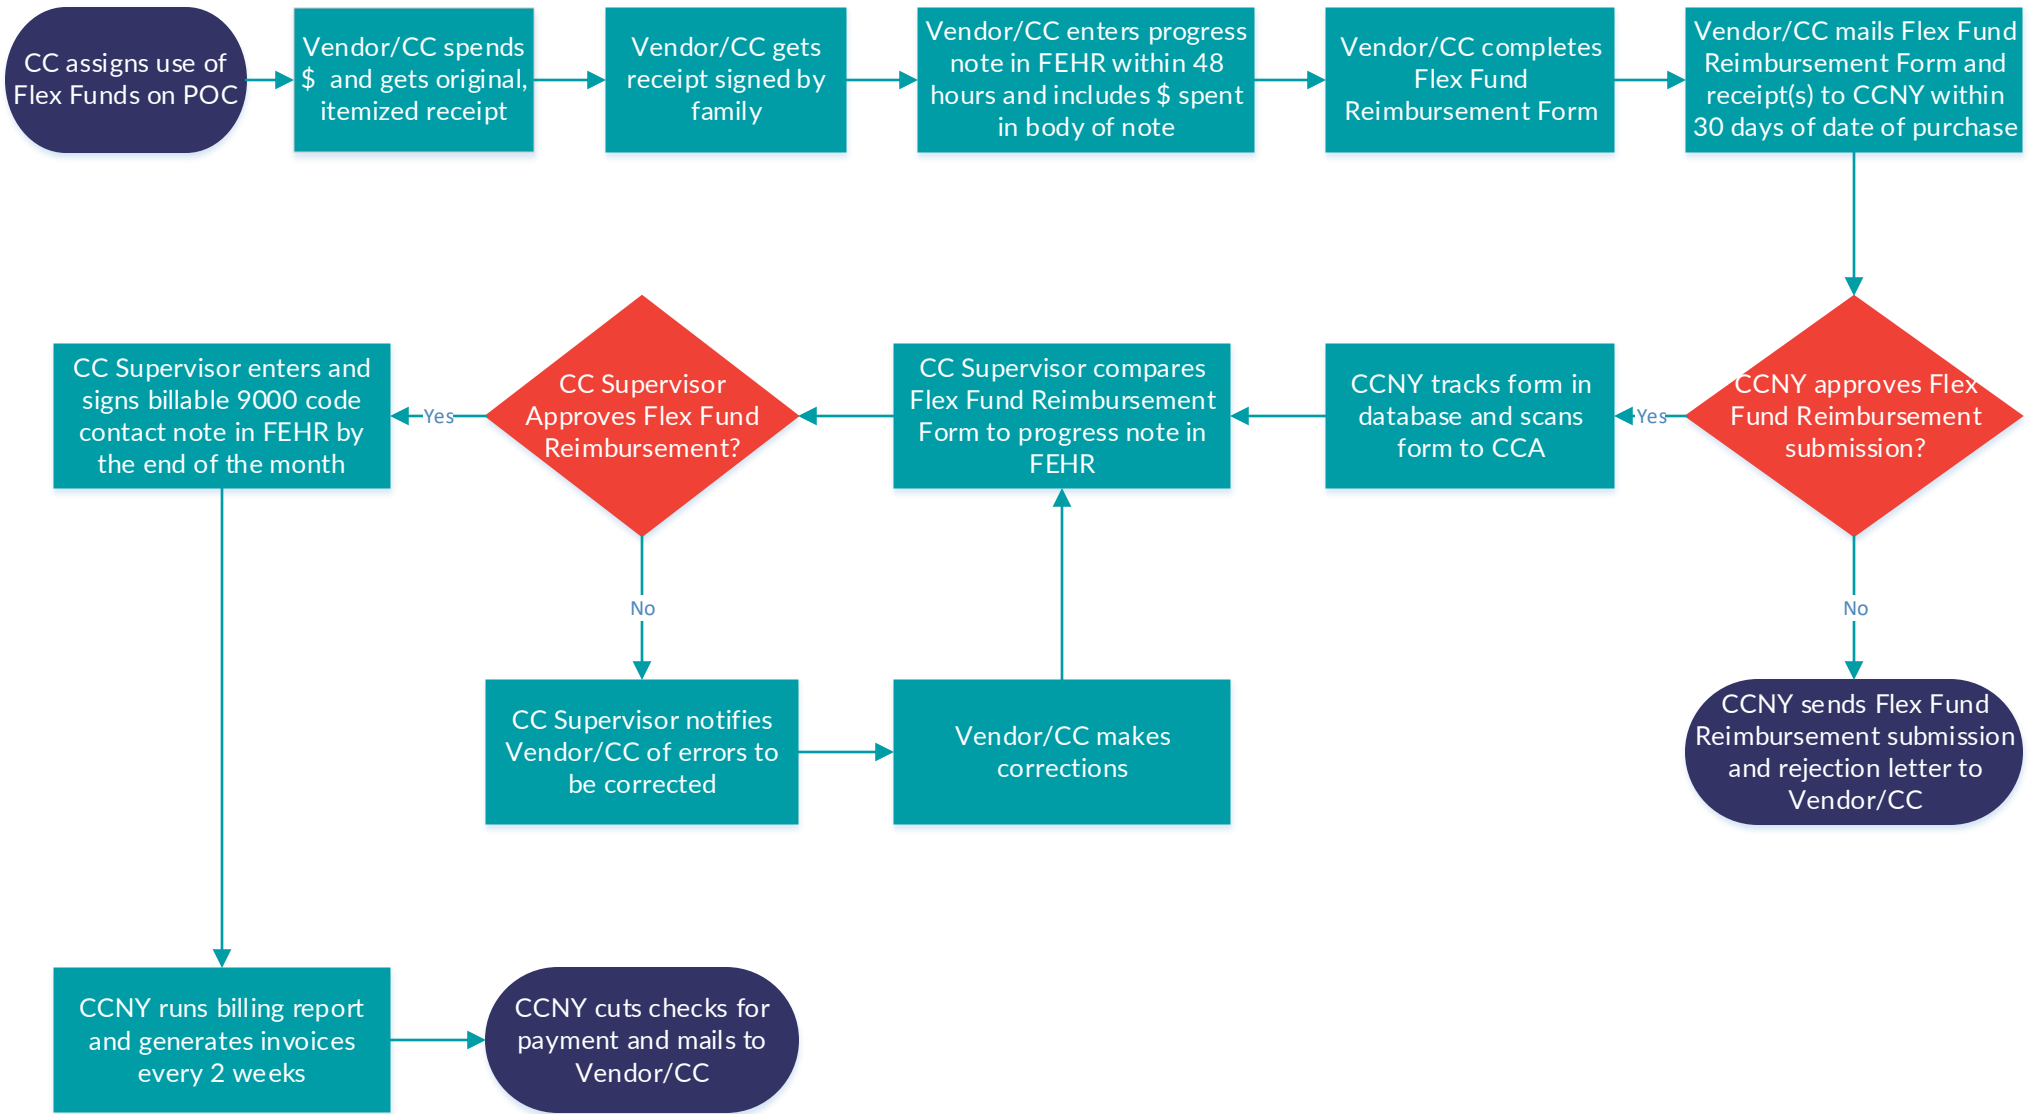 CC assigns use of
Flex Funds on POC
Vendor/CC spends
$ and gets original,
itemized receipt
Vendor/CC gets
receipt signed by
family
Vendor/CC enters progress
note in FEHR within 48
hours and includes $ spent
in body of note
Vendor/CC completes
Flex Fund
Reimbursement Form
Vendor/CC mails Flex Fund
Reimbursement Form and
receipt(s) to CCNY within
30 days of date of purchase
CCNY approves Flex
Fund Reimbursement
submission?
Yes
CCNY tracks form in
database and scans
form to CCA
CC Supervisor compares
Flex Fund Reimbursement
Form to progress note in
FEHR
CC Supervisor
Approves Flex Fund
Reimbursement?
Yes
CC Supervisor enters and
signs billable 9000 code
contact note in FEHR by
the end of the month
No
No
CC Supervisor notifies
Vendor/CC of errors to
be corrected
Vendor/CC makes
corrections
CCNY sends Flex Fund
Reimbursement submission
and rejection letter to
Vendor/CC
CCNY runs billing report
and generates invoices
every 2 weeks
CCNY cuts checks for
payment and mails to
Vendor/CC